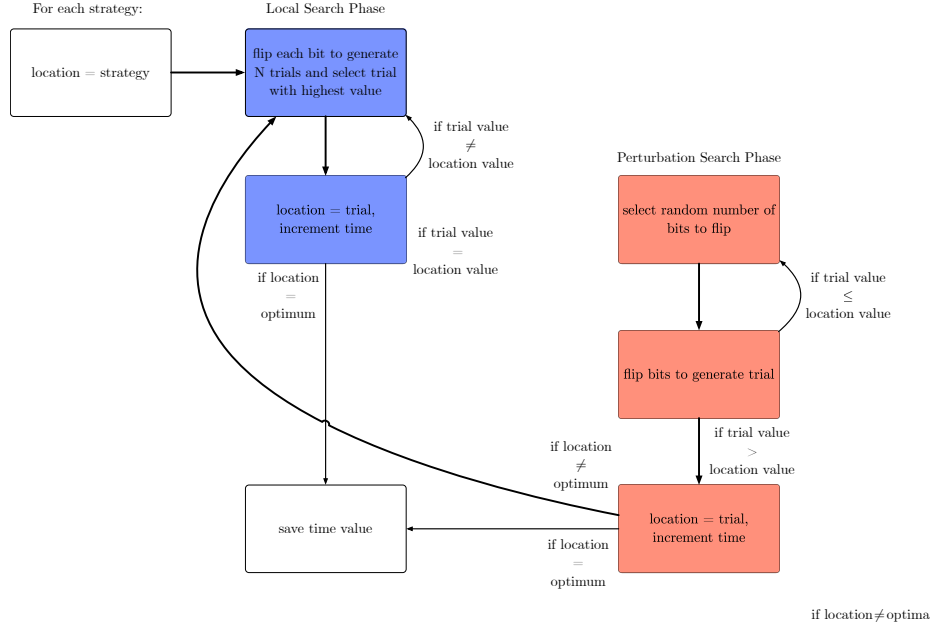 For each strategy:
Local Search Phase
location = strategy
flip each bit to generate
N trials and select trial
with highest value
if trial value
≠
location value
Perturbation Search Phase
location = trial,
increment time
select random number of
bits to flip
if trial value
=
location value
if location
=
optimum
if trial value
≤
location value
flip bits to generate trial
if trial value
>
location value
if location
≠
optimum
save time value
location = trial,
increment time
if location
=
optimum
if location≠optima